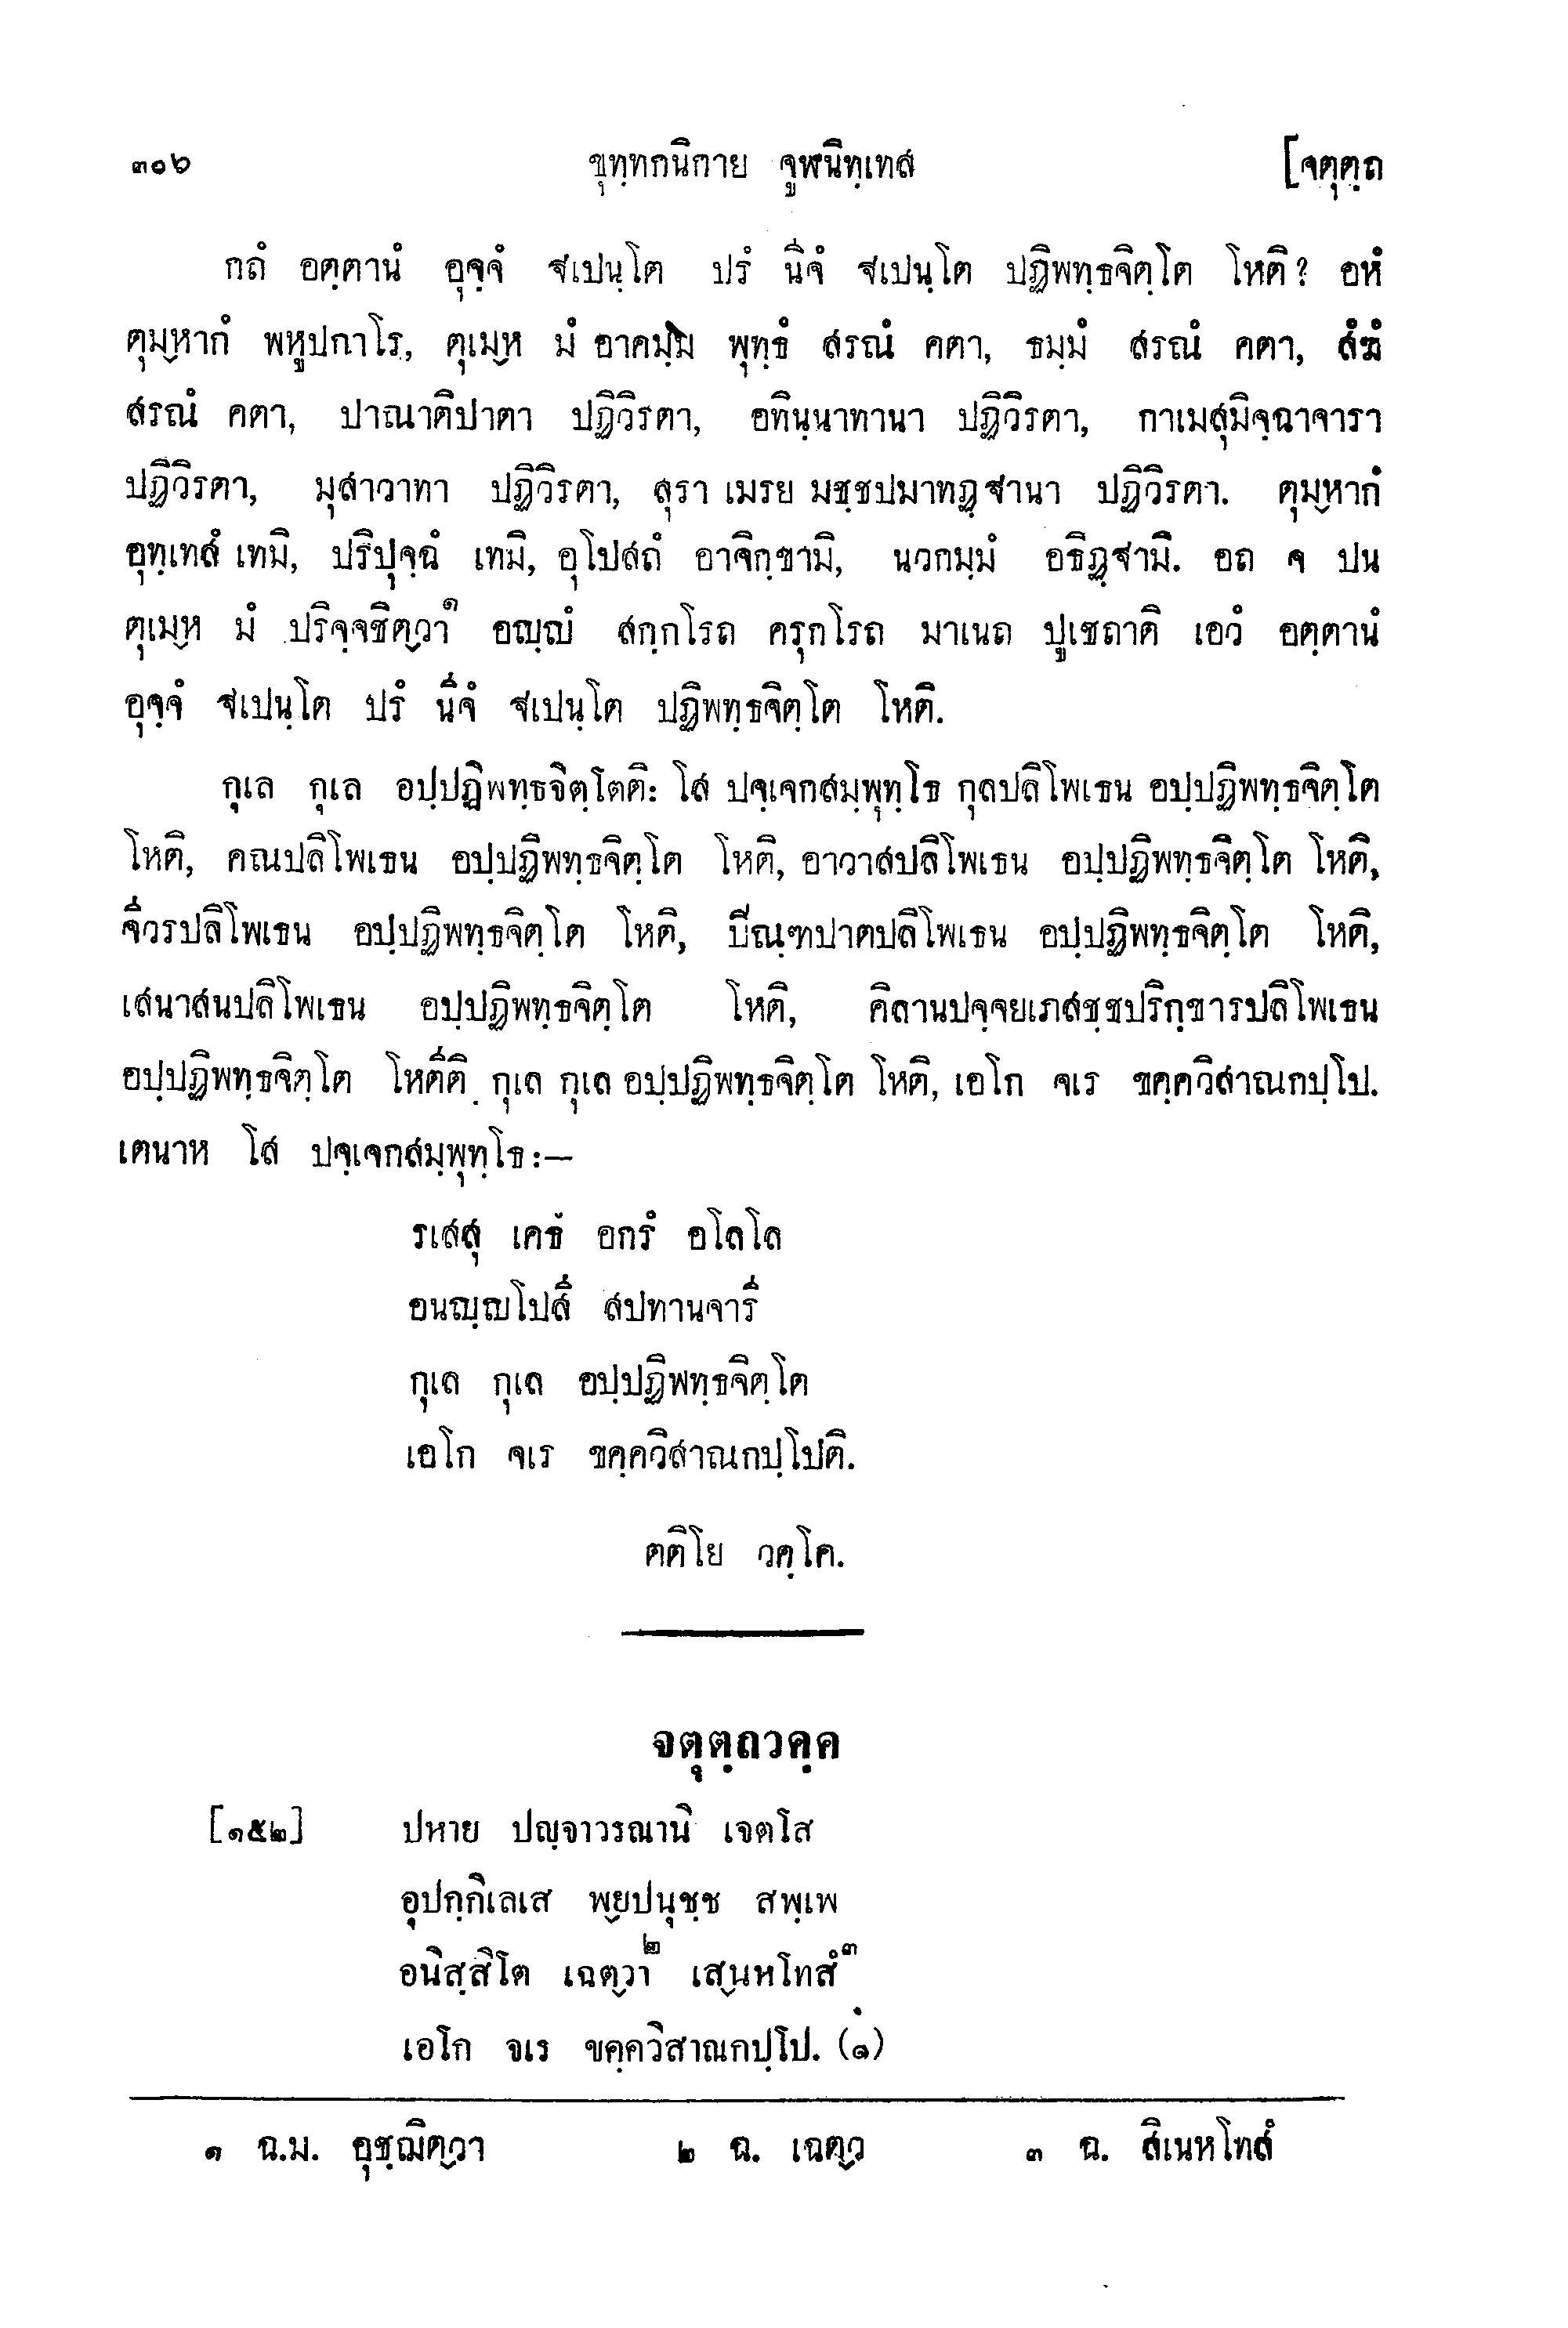 ๓๐๖ ขุทฺทกนิกาย จูฬนิทฺเทส [จตุตฺถ
กถํ อตฺตานํ อุจฺจํ ฐเปนฺโต ปรํ นีจํ ฐเปนฺโต ปฏิพทฺธจิตฺโต โหติ? อหํ
ตุมฺหากํ พหูปกาโร, ตุเมฺห มํ อาคมฺม พุทฺธํ สรณํ คตา, ธมฺมํ สรณํ คตา, สํฆํ
สรณํ คตา, ปาณาติปาตา ปฏิวิรตา, อทินฺนาทานา ปฏิวิรตา, กาเมสุมิจฺฉาจารา
ปฏิวิรตา, มุสาวาทา ปฏิวิรตา, สุรา เมรย มชฺชปมาทฏฺฐานา ปฏิวิรตา. ตุมฺหากํ
อุทฺเทสํ เทมิ, ปริปุจฺฉํ เทมิ, อุโปสถํ อาจิกฺขามิ, นวกมฺมํ อธิฏฺฐามิ. อถ จ ปน
ตุเมฺห มํ ปริจฺจชิตฺวา๑ อญฺญํ สกฺกโรถ ครุกโรถ มาเนถ ปูเชถาติ เอวํ อตฺตานํ
อุจฺจํ ฐเปนฺโต ปรํ นีจํ ฐเปนฺโต ปฏิพทฺธจิตฺโต โหติ.
กุเล กุเล อปฺปฏิพทฺธจิตฺโตติ: โส ปจฺเจกสมฺพุทฺโธ กุลปลิโพเธน อปฺปฏิพทฺธจิตฺโต
โหติ, คณปลิโพเธน อปฺปฏิพทฺธจิตฺโต โหติ, อาวาสปลิโพเธน อปฺปฏิพทฺธจิตฺโต โหติ,
จีวรปลิโพเธน อปฺปฏิพทฺธจิตฺโต โหติ, ปิณฺฑปาตปลิโพเธน อปฺปฏิพทฺธจิตฺโต โหติ,
เสนาสนปลิโพเธน อปฺปฏิพทฺธจิตฺโต โหติ, คิลานปจฺจยเภสชฺชปริกฺขารปลิโพเธน
อปฺปฏิพทฺธจิตฺโต โหตีติ กุเล กุเล อปฺปฏิพทฺธจิตฺโต โหติ, เอโก จเร ขคฺควิสาณกปฺโป.
เตนาห โส ปจฺเจกสมฺพุทฺโธ:—
รเสสุ เคธํ อกรํ อโลโล
อนญฺญโปสี สปทานจารี
กุเล กุเล อปฺปฏิพทฺธจิตฺโต
เอโก จเร ขคฺควิสาณกปฺโปติ.
ตติโย วคฺโค.
จตุตฺถวคฺค
[๑๕๒] ปหาย ปญฺจาวรณานิ เจตโส
อุปกฺกิเลเส พฺยปนุชฺช สพฺเพ
อนิสฺสิโต เฉตฺวา๒ เสฺนหโทสํ๓
เอโก จเร ขคฺควิสาณกปฺโป. (๑)
๑ ฉ.ม. อุชฺฌิตฺวา ๒ ฉ. เฉตฺว ๓ ฉ. สิเนหโทสํ